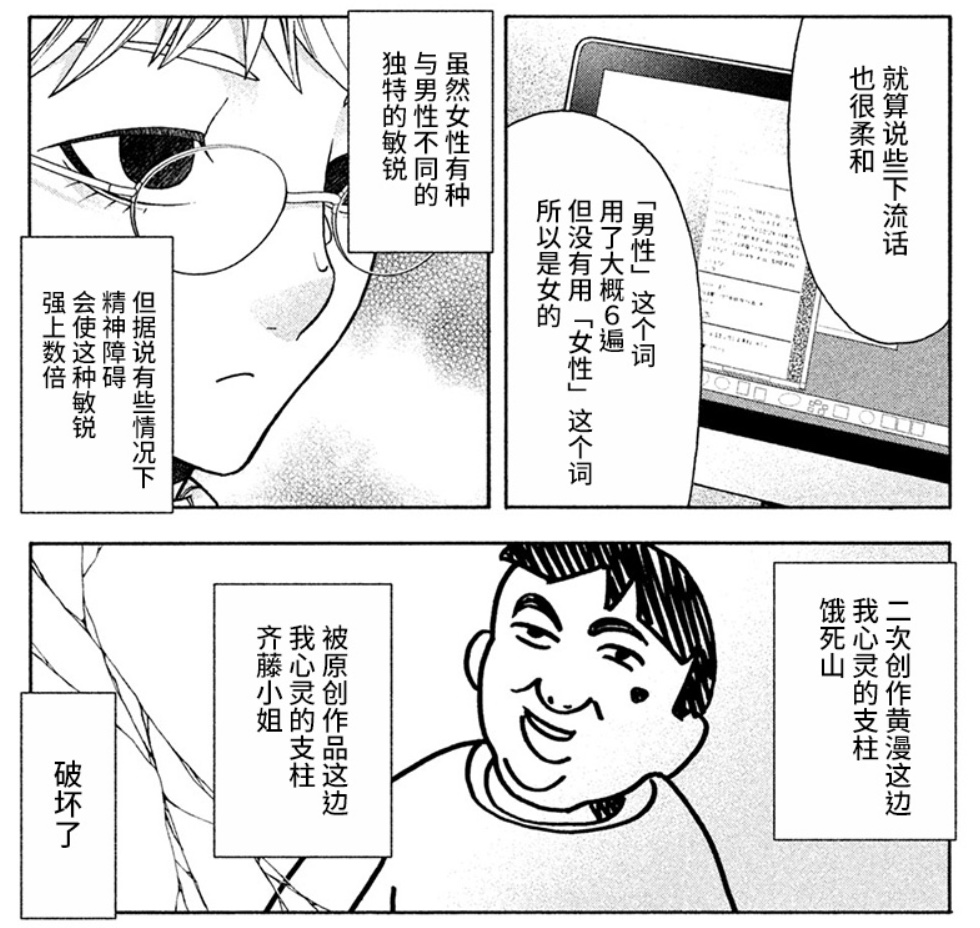 就算说些下流话
也很柔和
「男性」这个词
用了大概6遍
但没有用「女性」这个词
所以是女的
虽然女性有种
与男性不同的
独特的敏锐
但据说有些情况下
精神障碍
会使这种敏锐
强上数倍
二次创作黄漫这边
我心灵的支柱
饿死山
被原创作品这边
我心灵的支柱
齐藤小姐
破坏了